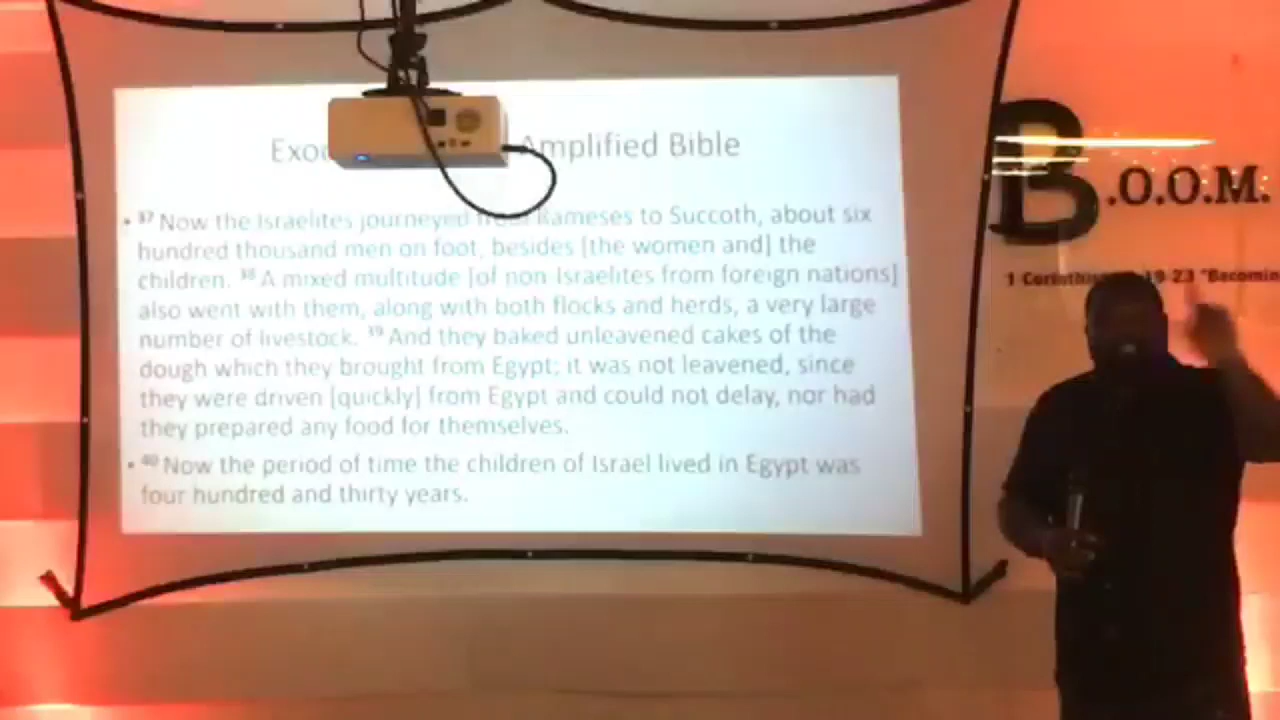 Amplified Bible
• 37 Now the Israelites journeyed Rameses to Succoth, about six
hundred thousand men on foot, besides [the women and] the
children. 38 A mixed multitude [of non-Israelites from foreign nations]
also went with them, along with both flocks and herds, a very large
number of livestock. 39 And they baked unleavened cakes of the
dough which they brought from Egypt; it was not leavened, since
they were driven [quickly] from Egypt and could not delay, nor had
they prepared any food for themselves.
• 40 Now the period of time the children of Israel lived in Egypt was
four hundred and thirty years.
B.O.O.M.
1 19-23 "Becomin